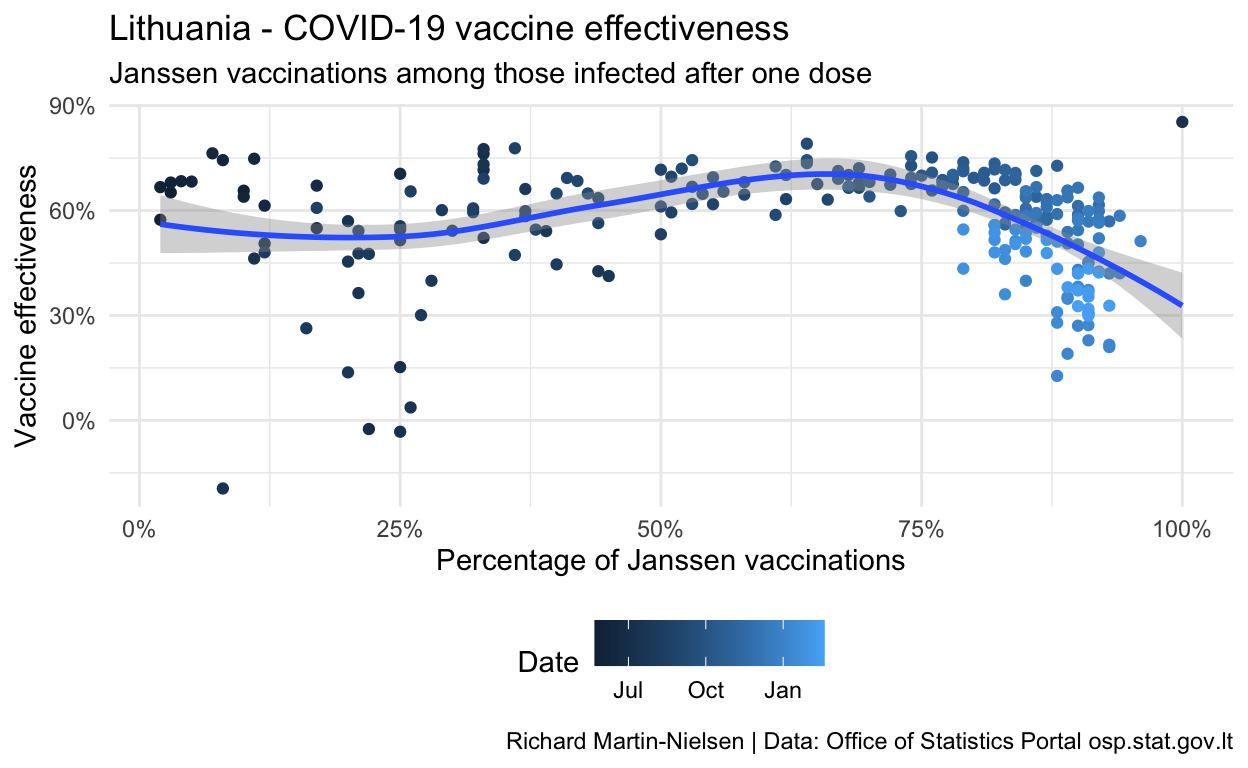 Lithuania - COVID-19 vaccine effectiveness
Janssen vaccinations among those infected after one dose
90%
60%
30%
0%
Vaccine effectiveness
0% 25% 50% 75% 100%
Percentage of Janssen vaccinations
Date
Jul Oct Jan
Richard Martin-Nielsen | Data: Office of Statistics Portal osp.stat.gov.lt